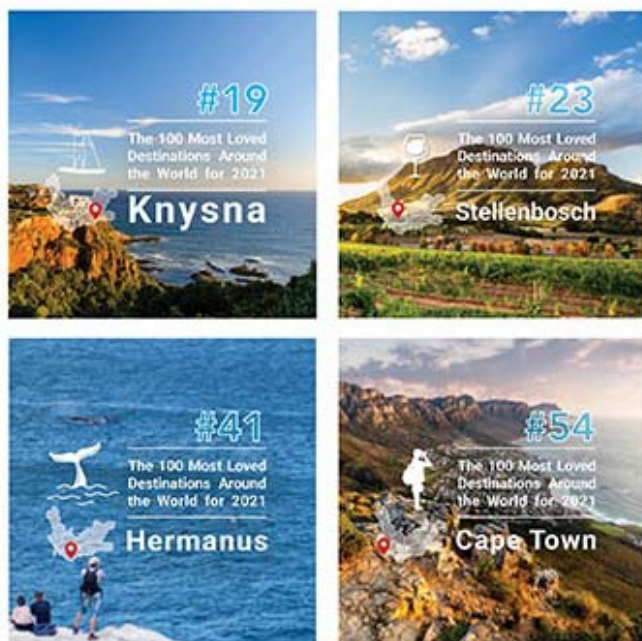 #19
The 100 Most Loved
Destinations Around
the World for 2021
Knysna
#23
The 100 Most Loved
Destinations Around
the World for 2021
Stellenbosch
#41
The 100 Most Loved
Destinations Around
the World for 2021
Hermanus
#54
The 100 Most Loved
Destinations Around
the World for 2021
Cape Town